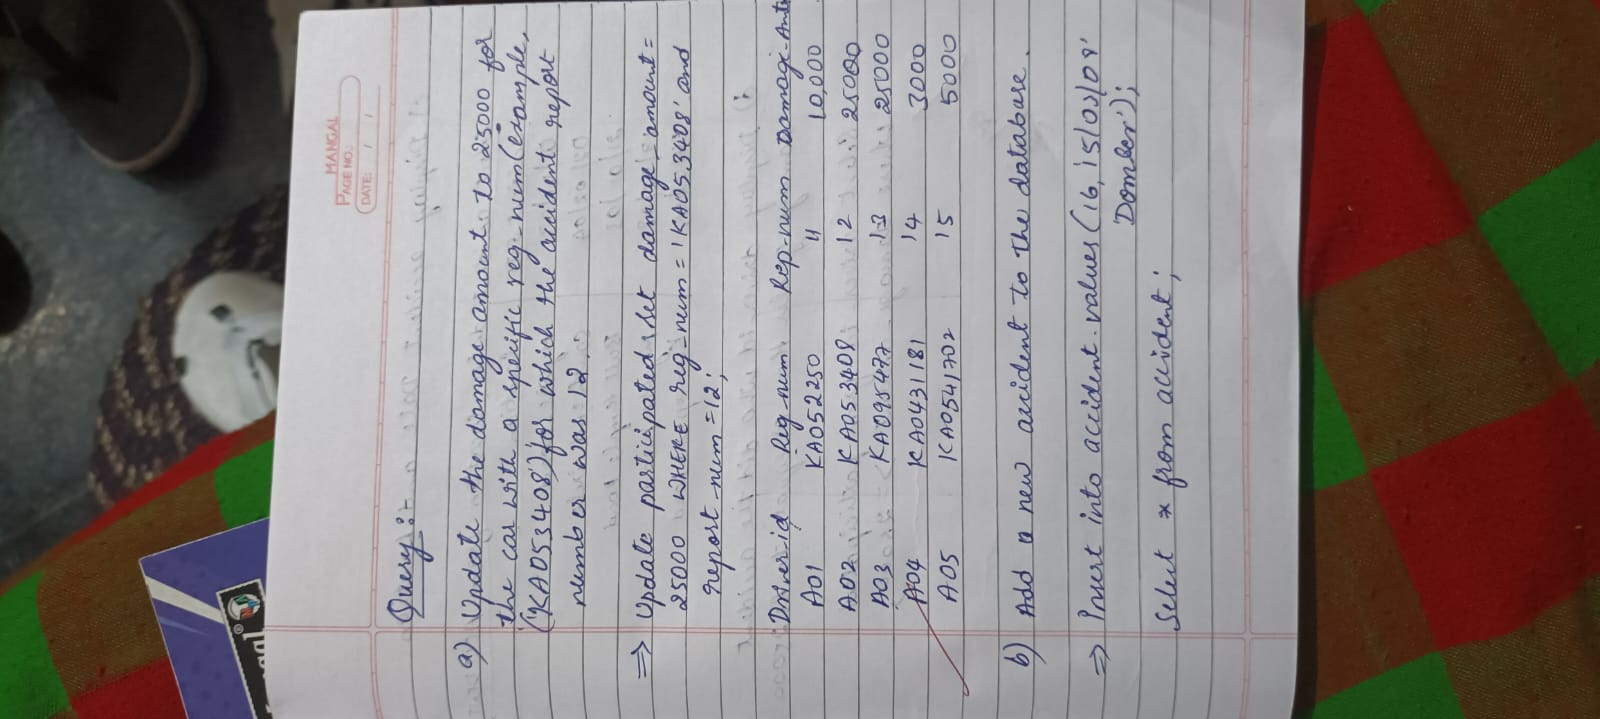 MANGAL
PAGE NO:
DATE: / /
Query:-
a) Update the damage amount to 25000 for
the car with a specific reg-num (example,
("KA053408') for which the accident report
number was 12.
⇒ Update participated set damage amount =
25000 WHERE reg-num = 'KA053408' and
report-num = 12;
Driver id Reg-num Rep-num Damage-Amt
A01 KA052250 11 10,000
A02 KA053408 12 25000
A03 KA095477 13 25000
A04 KA0431181 14 3000
A05 KA0541702 15 5000
b) Add a new accident to the database.
⇒ Insert into accident values (16, 15/03/08'
'Domber');
Select * from accident;